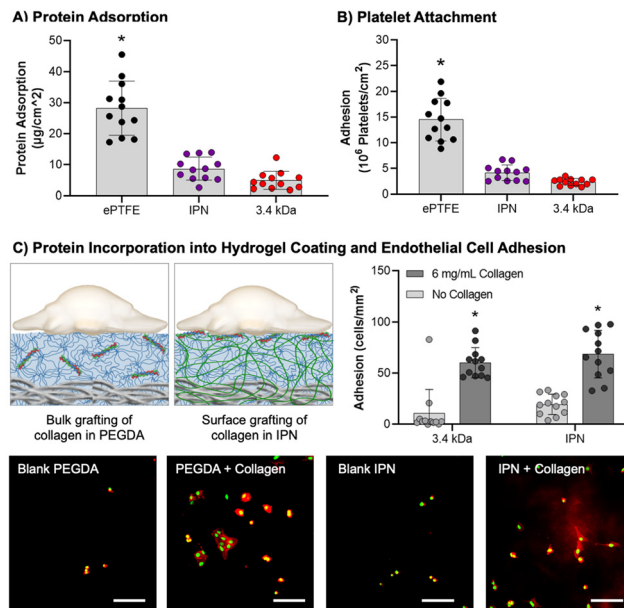 A) Protein Adsorption
*
Protein Adsorption
(µg/cm^2)
50
40
30
20
10
0
ePTFE
IPN
3.4 kDa
B) Platelet Attachment
*
Adhesion
(10⁶ Platelets/cm²)
30
25
20
15
10
5
0
ePTFE
IPN
3.4 kDa
C) Protein Incorporation into Hydrogel Coating and Endothelial Cell Adhesion
Bulk grafting of
collagen in PEGDA
Surface grafting of
collagen in IPN
6 mg/mL Collagen
No Collagen
*
*
Adhesion (cells/mm²)
150
100
50
0
3.4 kDa
IPN
Blank PEGDA
PEGDA + Collagen
Blank IPN
IPN + Collagen